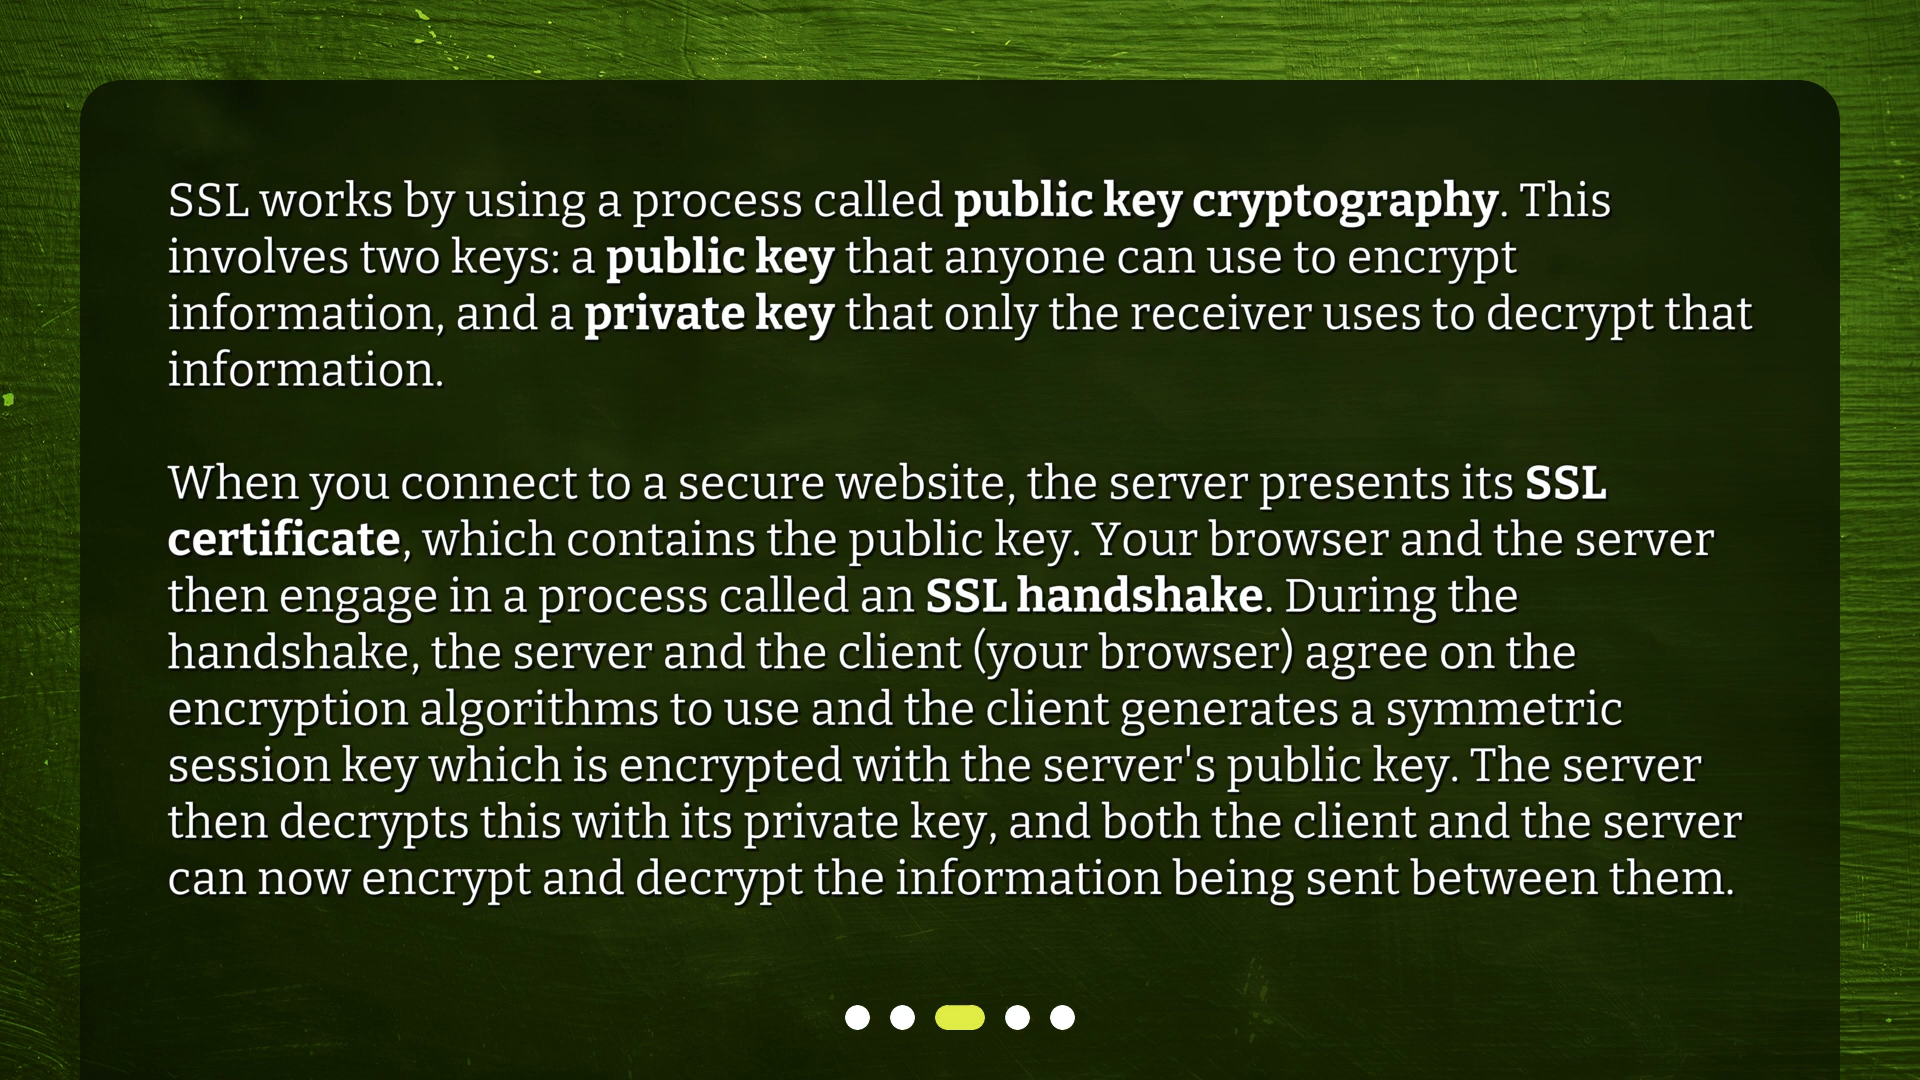 SSL works by using a process called public key cryptography. This
involves two keys: a public key that anyone can use to encrypt
information, and a private key that only the receiver uses to decrypt that
information.
When you connect to a secure website, the server presents its SSL
certificate, which contains the public key. Your browser and the server
then engage in a process called an SSL handshake. During the
handshake, the server and the client (your browser) agree on the
encryption algorithms to use and the client generates a symmetric
session key which is encrypted with the server's public key. The server
then decrypts this with its private key, and both the client and the server
can now encrypt and decrypt the information being sent between them.